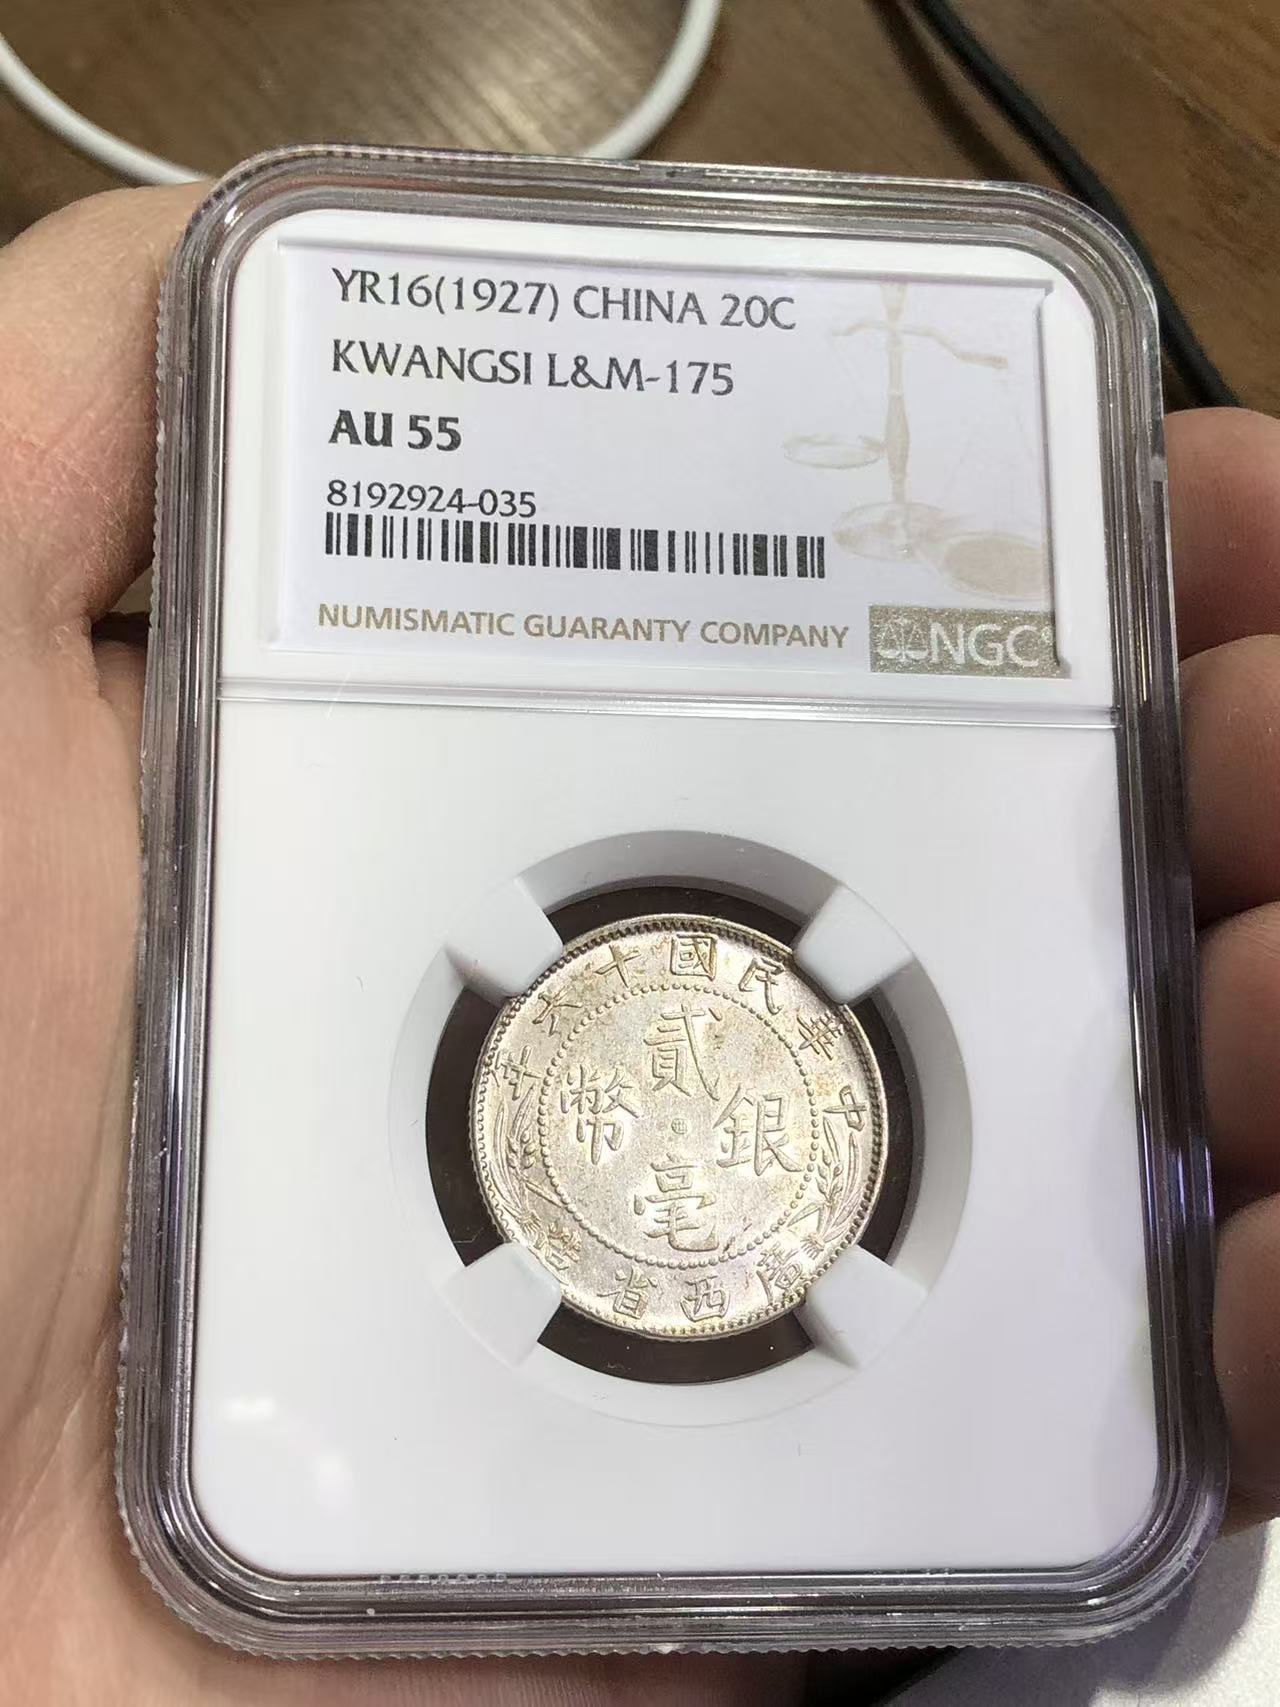 YR16(1927) CHINA 20C
KWANGSI L&M-175
AU 55
8192924-035
NUMISMATIC GUARANTY COMPANY
NGC
中華民國十六年
貳毫銀幣
廣西省造